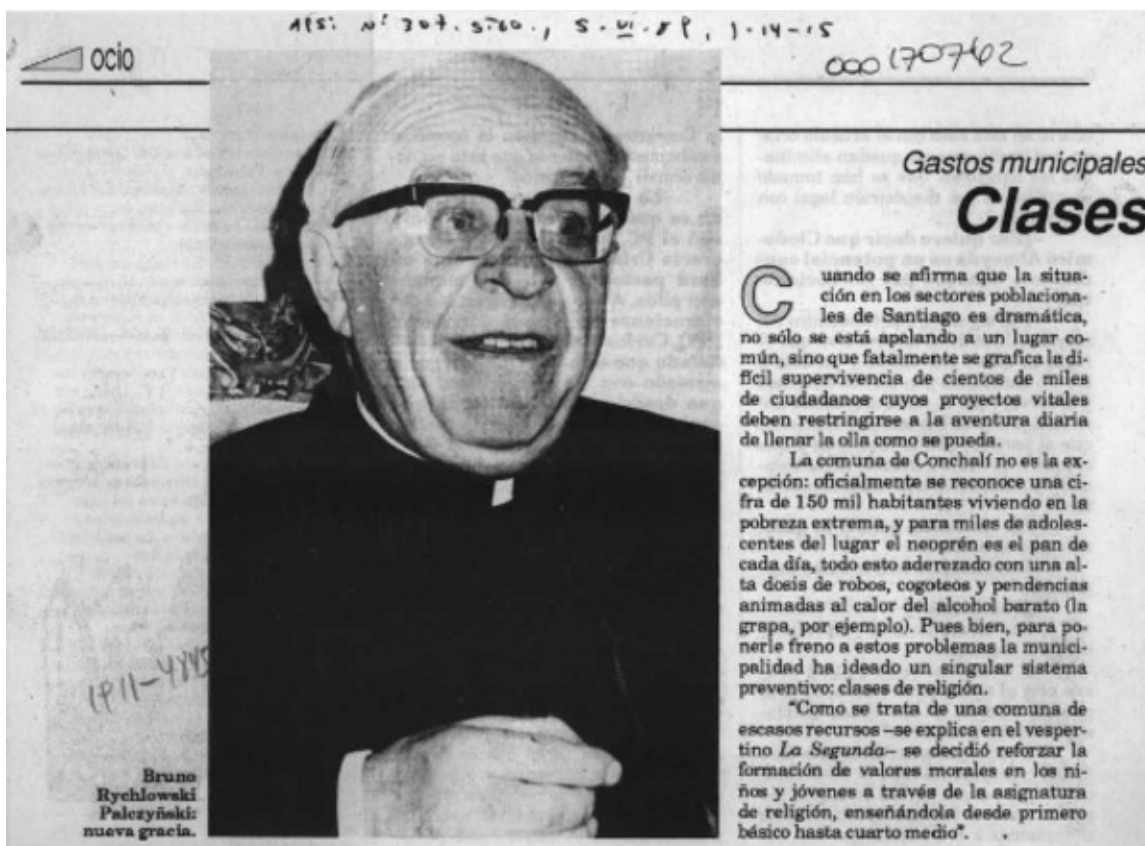 APSI N° 307. S:60., 5-VI-89, p-14-15
ocio
000170762
Gastos municipales
Clases
Cuando se afirma que la situa-
ción en los sectores poblaciona-
les de Santiago es dramática,
no sólo se está apelando a un lugar co-
mún, sino que fatalmente se grafica la di-
fícil supervivencia de cientos de miles
de ciudadanos cuyos proyectos vitales
deben restringirse a la aventura diaria
de llenar la olla como se pueda.
La comuna de Conchalí no es la ex-
cepción: oficialmente se reconoce una ci-
fra de 150 mil habitantes viviendo en la
pobreza extrema, y para miles de adoles-
centes del lugar el neoprén es el pan de
cada día, todo esto aderezado con una al-
ta dosis de robos, cogoteos y pendencias
animadas al calor del alcohol barato (la
grapa, por ejemplo). Pues bien, para po-
nerle freno a estos problemas la munici-
palidad ha ideado un singular sistema
preventivo: clases de religión.
"Como se trata de una comuna de
escasos recursos –se explica en el vesper-
tino La Segunda– se decidió reforzar la
formación de valores morales en los ni-
ños y jóvenes a través de la asignatura
de religión, enseñándola desde primero
básico hasta cuarto medio".
Bruno
Rychlowski
Palczyñski:
nueva gracia.